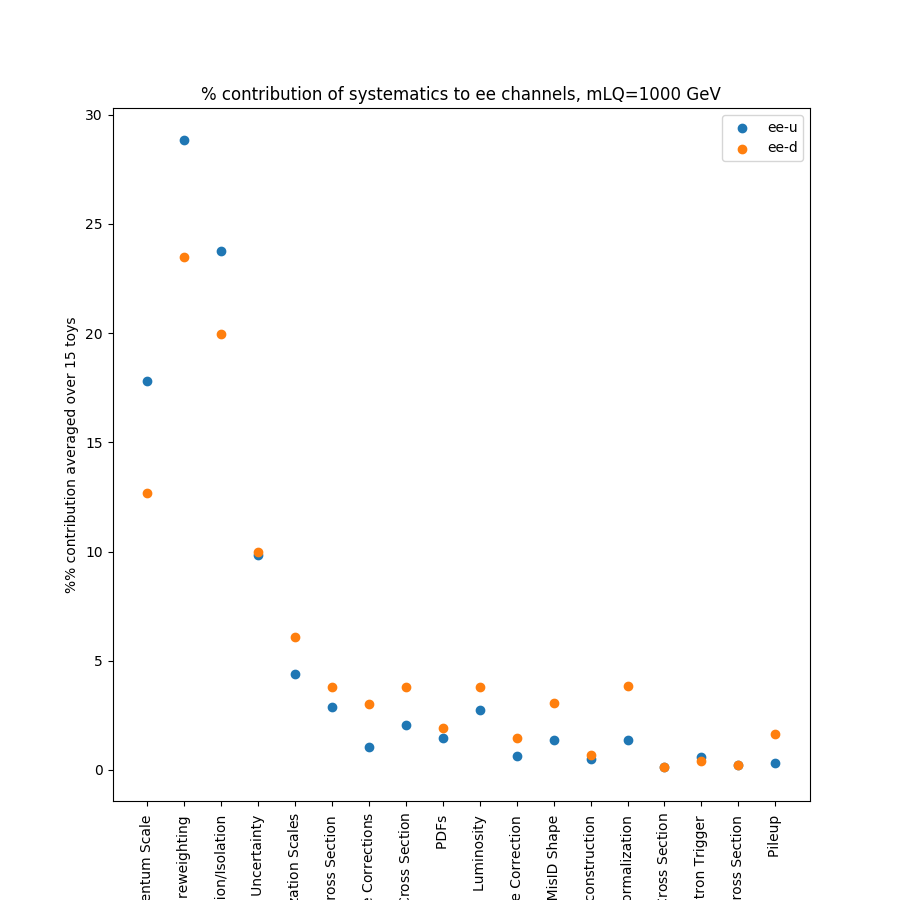 % contribution of systematics to ee channels, mLQ=1000 GeV
ee-u
ee-d
%% contribution averaged over 15 toys
30
25
20
15
10
5
0
entum Scale
reweighting
ion/Isolation
Uncertainty
zation Scales
ross Section
e Corrections
Cross Section
PDFs
Luminosity
e Correction
MisID Shape
construction
ormalization
Cross Section
tron Trigger
ross Section
Pileup